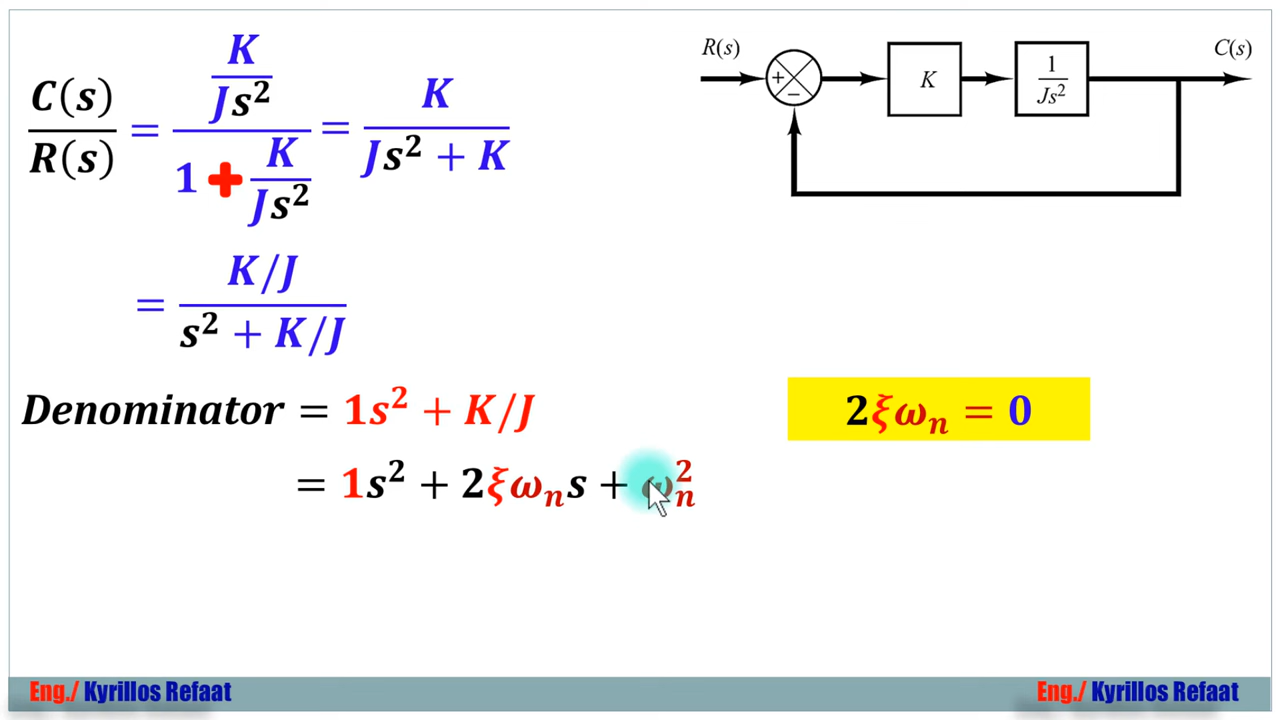 C(s)/R(s) = (K/Js²)/(1 + K/Js²) = K/(Js² + K)
= (K/J)/(s² + K/J)
R(s) + − K 1/Js² C(s)
Denominator = 1s² + K/J
2ξωₙ = 0
= 1s² + 2ξωₙs + ωₙ²
Eng./ Kyrillos Refaat
Eng./ Kyrillos Refaat